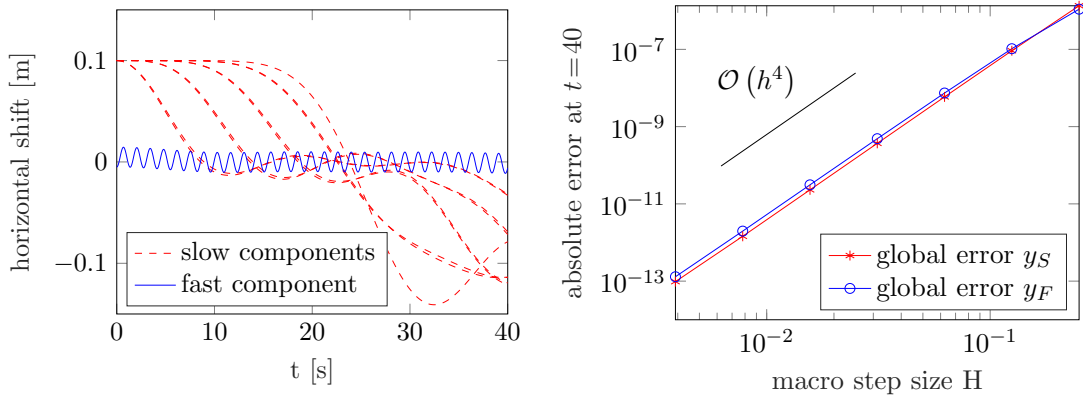 horizontal shift [m]
0.1
0
−0.1
slow components
fast component
0 10 20 30 40
t [s]
absolute error at t = 40
10^{-7}
10^{-9}
10^{-11}
10^{-13}
O (h^4)
global error y_S
global error y_F
10^{-2} 10^{-1}
macro step size H